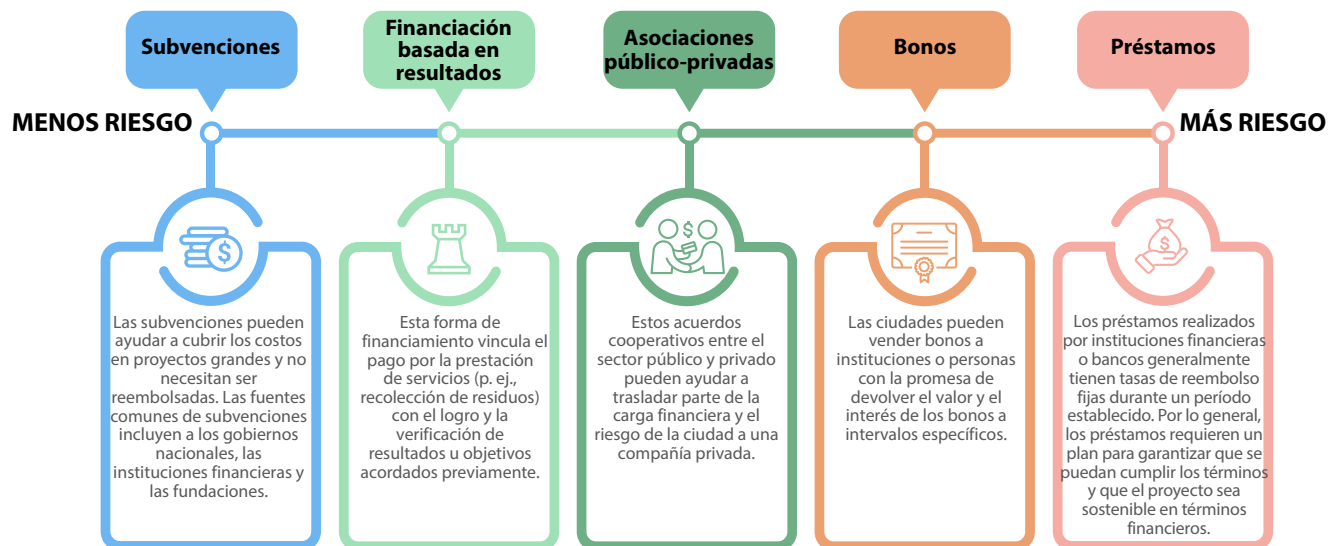 Subvenciones
Financiación
basada en
resultados
Asociaciones
público-privadas
Bonos
Préstamos
MENOS RIESGO
MÁS RIESGO
$
Las subvenciones pueden
ayudar a cubrir los costos
en proyectos grandes y no
necesitan ser
reembolsadas. Las fuentes
comunes de subvenciones
incluyen a los gobiernos
nacionales, las
instituciones financieras y
las fundaciones.
Esta forma de
financiamiento vincula el
pago por la prestación
de servicios (p. ej.,
recolección de residuos)
con el logro y la
verificación de
resultados u objetivos
acordados previamente.
$
Estos acuerdos
cooperativos entre el
sector público y privado
pueden ayudar a
trasladar parte de la
carga financiera y el
riesgo de la ciudad a una
compañía privada.
Las ciudades pueden
vender bonos a
instituciones o personas
con la promesa de
devolver el valor y el
interés de los bonos a
intervalos específicos.
$
Los préstamos realizados
por instituciones financieras
o bancos generalmente
tienen tasas de reembolso
fijas durante un período
establecido. Por lo general,
los préstamos requieren un
plan para garantizar que se
puedan cumplir los términos
y que el proyecto sea
sostenible en términos
financieros.